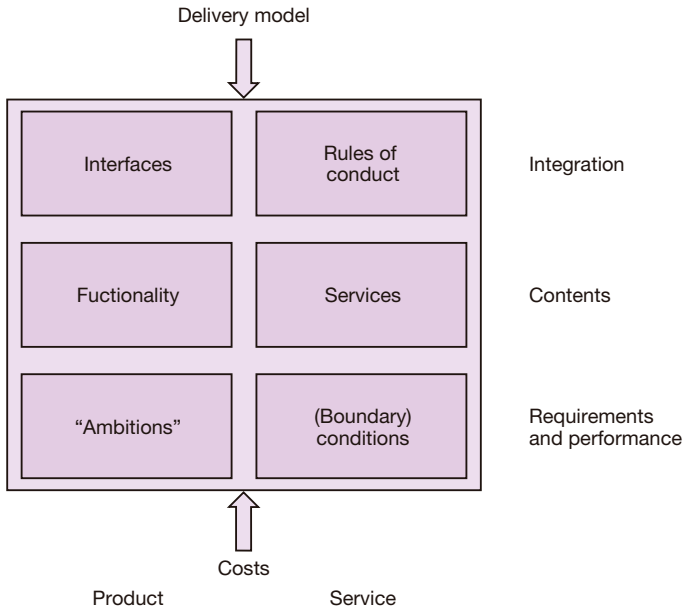 Delivery model
Interfaces
Rules of
conduct
Integration
Fuctionality
Services
Contents
“Ambitions”
(Boundary)
conditions
Requirements
and performance
Costs
Product
Service